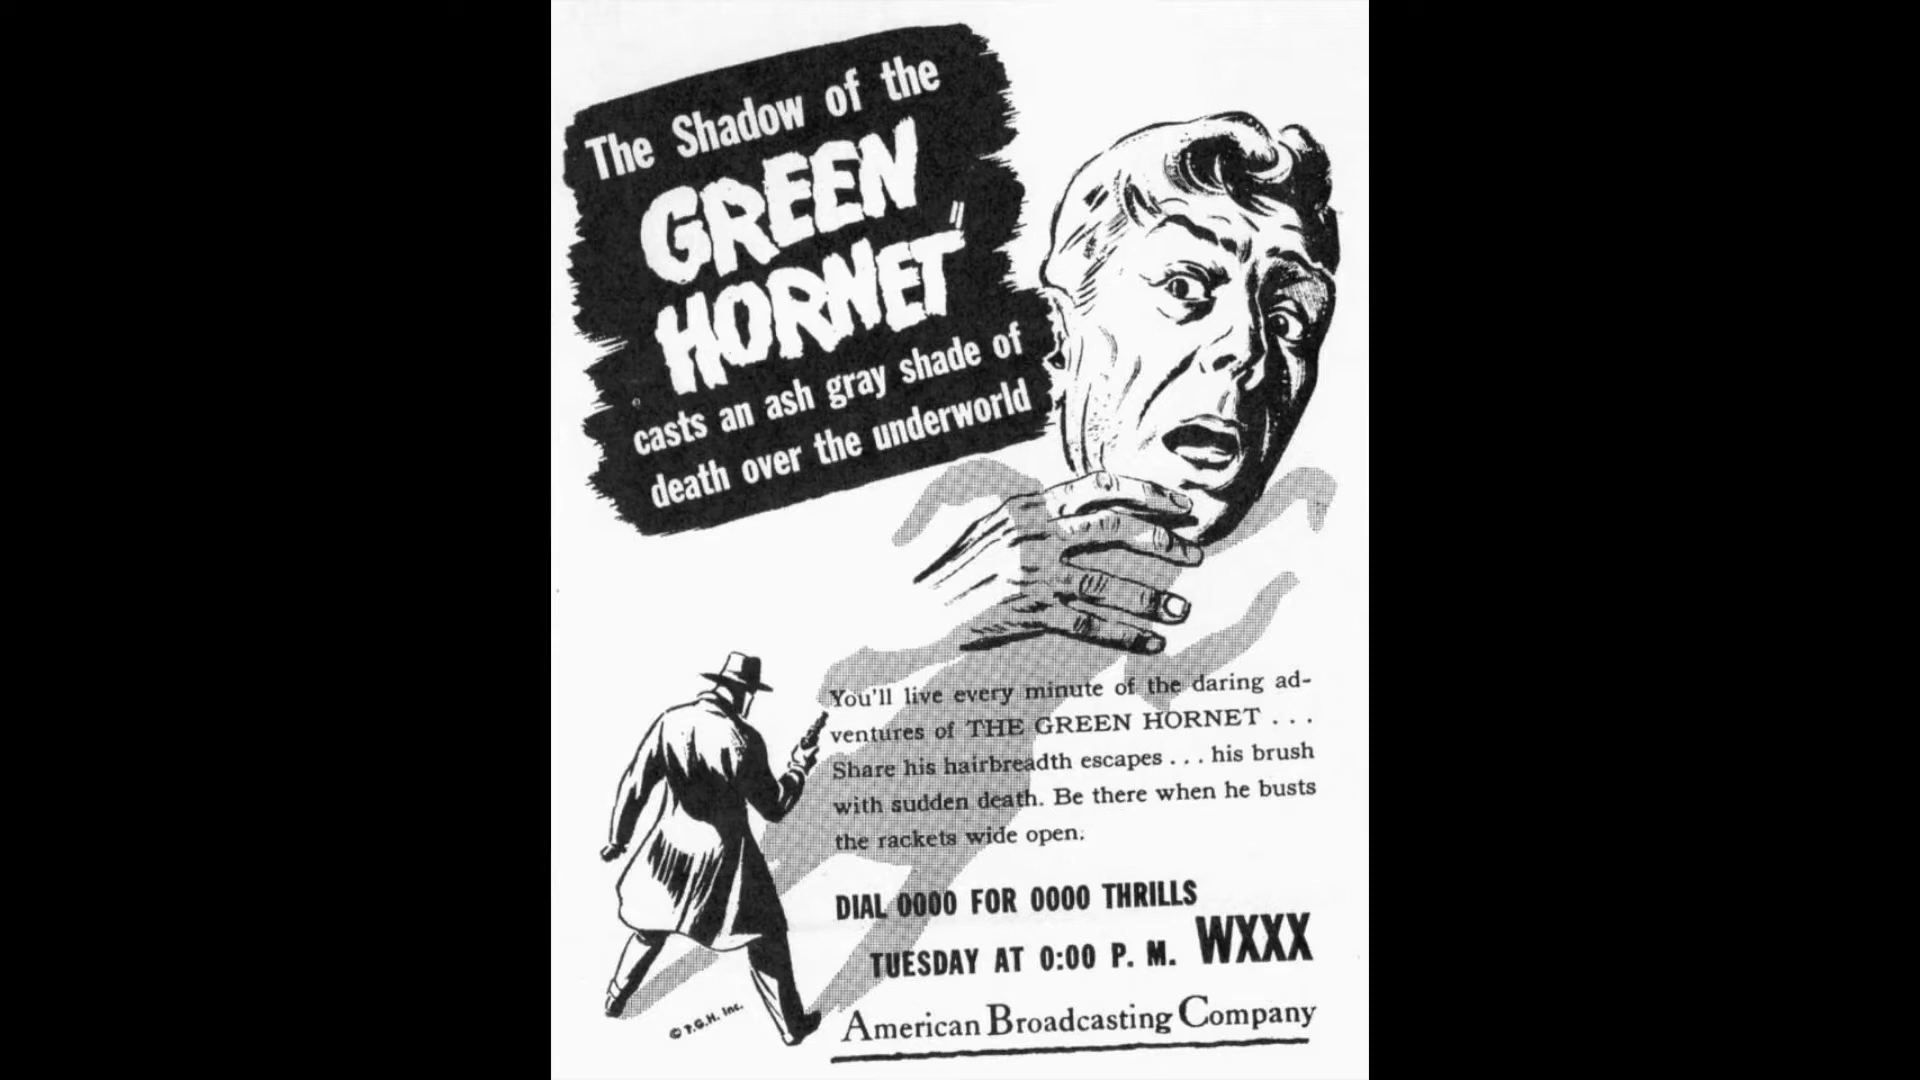 The Shadow of the
GREEN
HORNET"
casts an ash gray shade of
death over the underworld
You'll live every minute of the daring ad-
ventures of THE GREEN HORNET . . .
Share his hairbreadth escapes . . . his brush
with sudden death. Be there when he busts
the rackets wide open.
DIAL 0000 FOR 0000 THRILLS
TUESDAY AT 0:00 P. M. WXXX
© T.G.H. Inc.
American Broadcasting Company